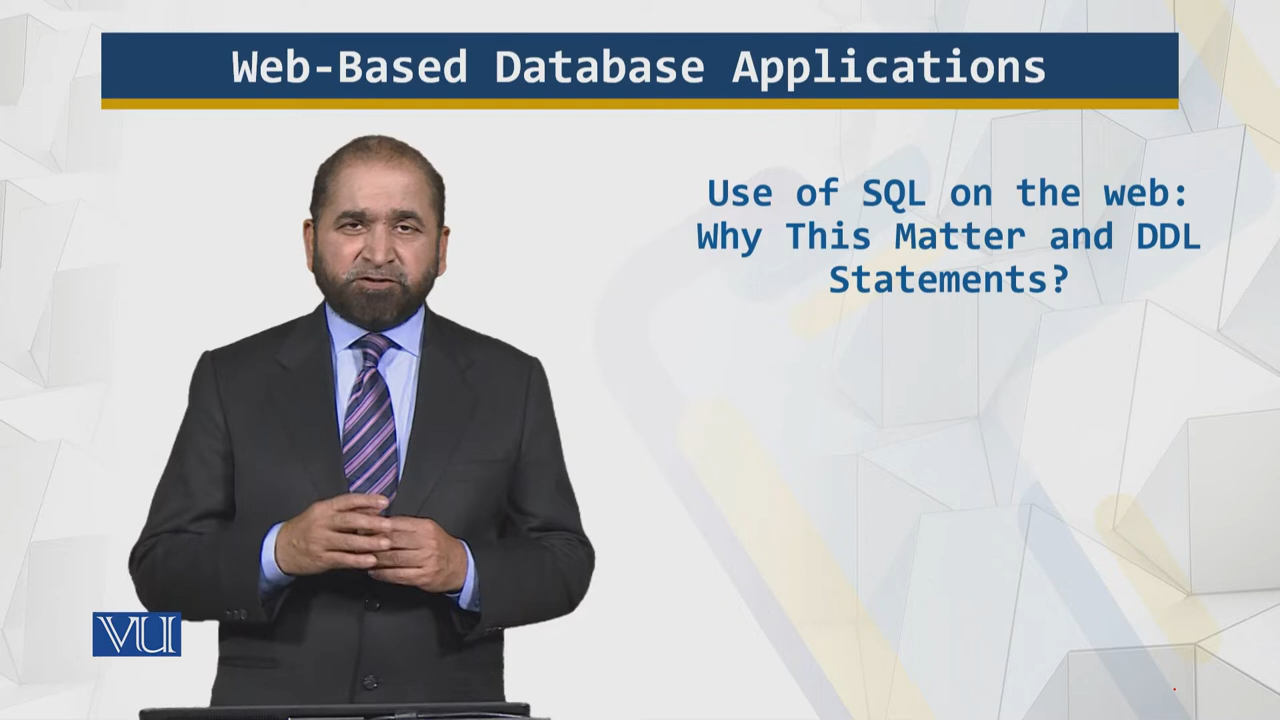 Web-Based Database Applications
Use of SQL on the web:
Why This Matter and DDL
Statements?
VU